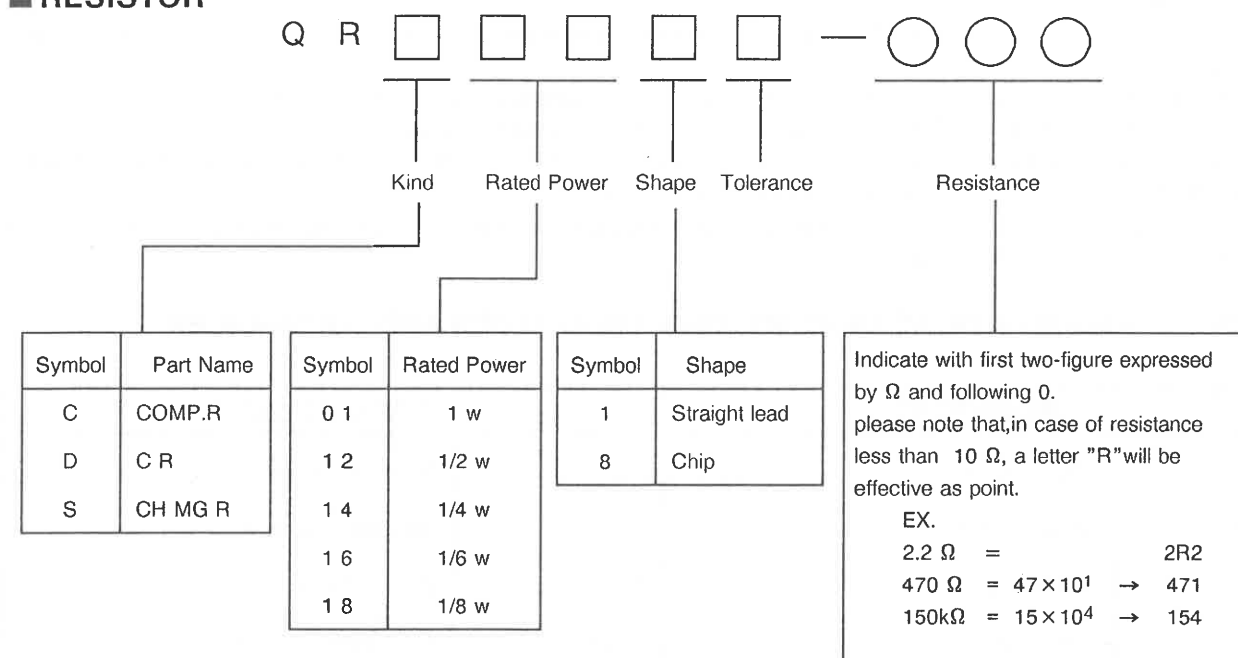 RESISTOR
Q R —
Kind Rated Power Shape Tolerance Resistance
Symbol Part Name
C COMP.R
D C R
S CH MG R
Symbol Rated Power
0 1 1 w
1 2 1/2 w
1 4 1/4 w
1 6 1/6 w
1 8 1/8 w
Symbol Shape
1 Straight lead
8 Chip
Indicate with first two-figure expressed
by Ω and following 0.
please note that,in case of resistance
less than 10 Ω, a letter "R"will be
effective as point.
EX.
2.2 Ω = 2R2
470 Ω = 47×10¹ → 471
150kΩ = 15×10⁴ → 154